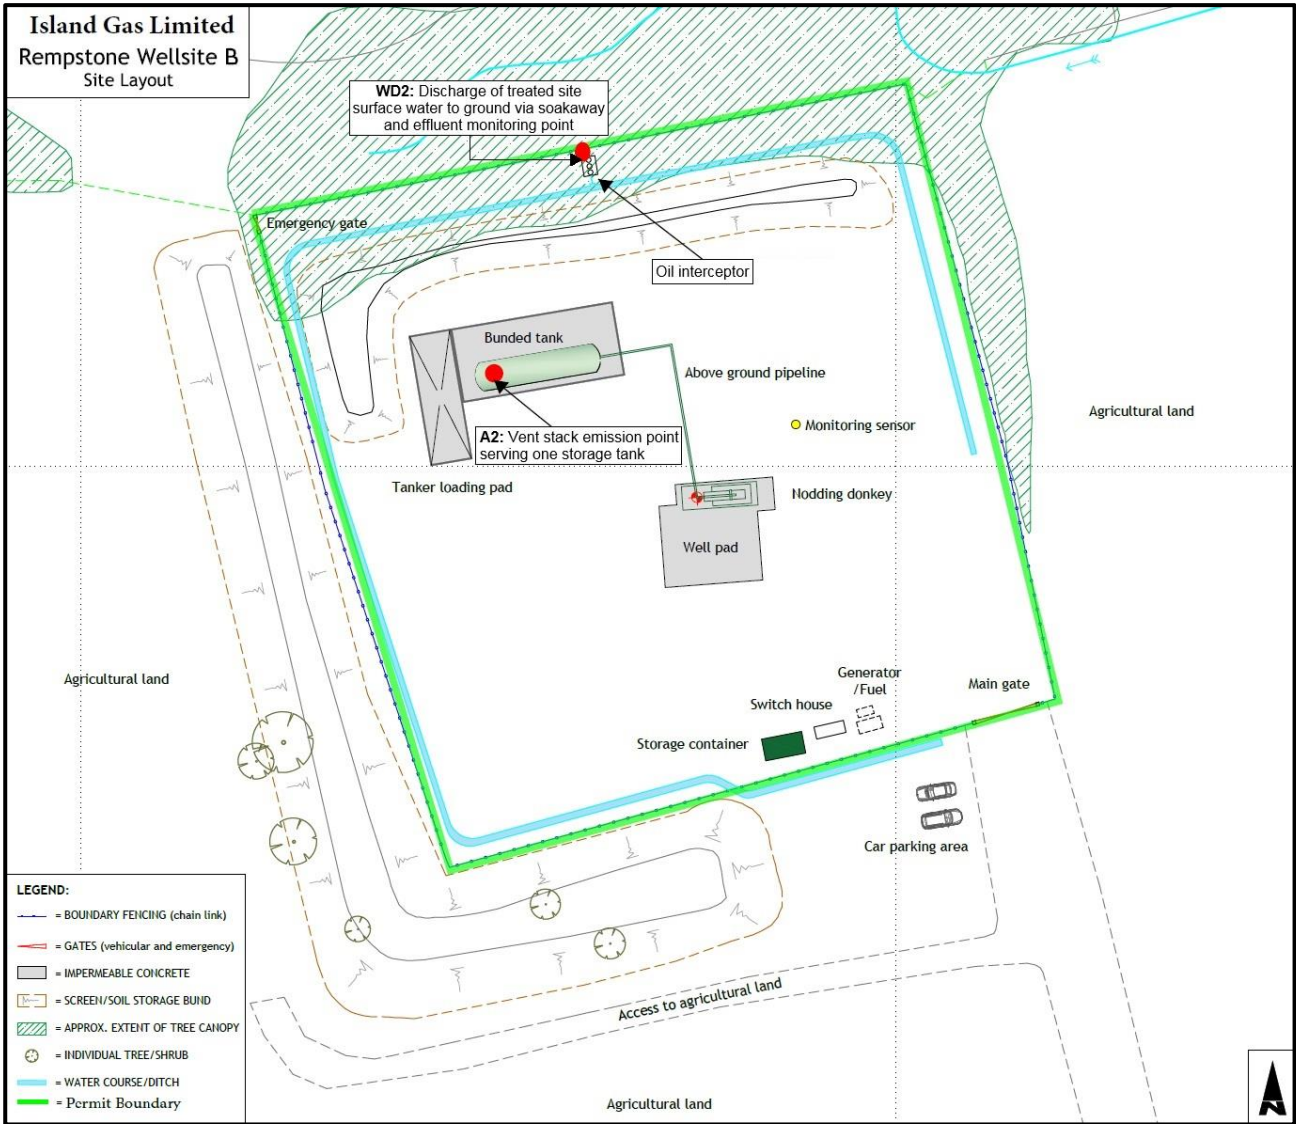 Island Gas Limited
Rempstone Wellsite B
Site Layout
WD2: Discharge of treated site
surface water to ground via soakaway
and effluent monitoring point
Emergency gate
Oil interceptor
Bunded tank
Above ground pipeline
Agricultural land
Monitoring sensor
A2: Vent stack emission point
serving one storage tank
Tanker loading pad
Nodding donkey
Well pad
Agricultural land
Generator
/Fuel
Main gate
Switch house
Storage container
Car parking area
LEGEND:
= BOUNDARY FENCING (chain link)
= GATES (vehicular and emergency)
= IMPERMEABLE CONCRETE
= SCREEN/SOIL STORAGE BUND
= APPROX. EXTENT OF TREE CANOPY
= INDIVIDUAL TREE/SHRUB
= WATER COURSE/DITCH
= Permit Boundary
Access to agricultural land
Agricultural land
N